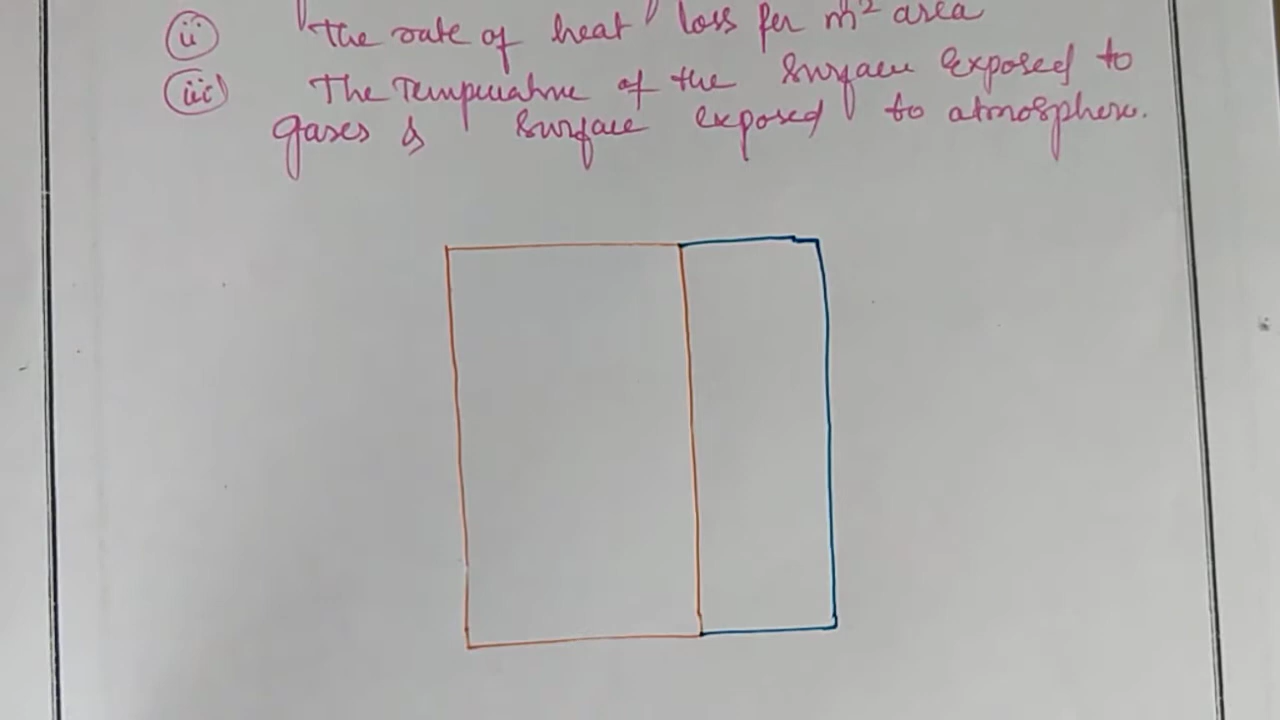 (ii) The rate of heat loss per m² area
(iii) The Temperature of the surface exposed to
gases & surface exposed to atmosphere.